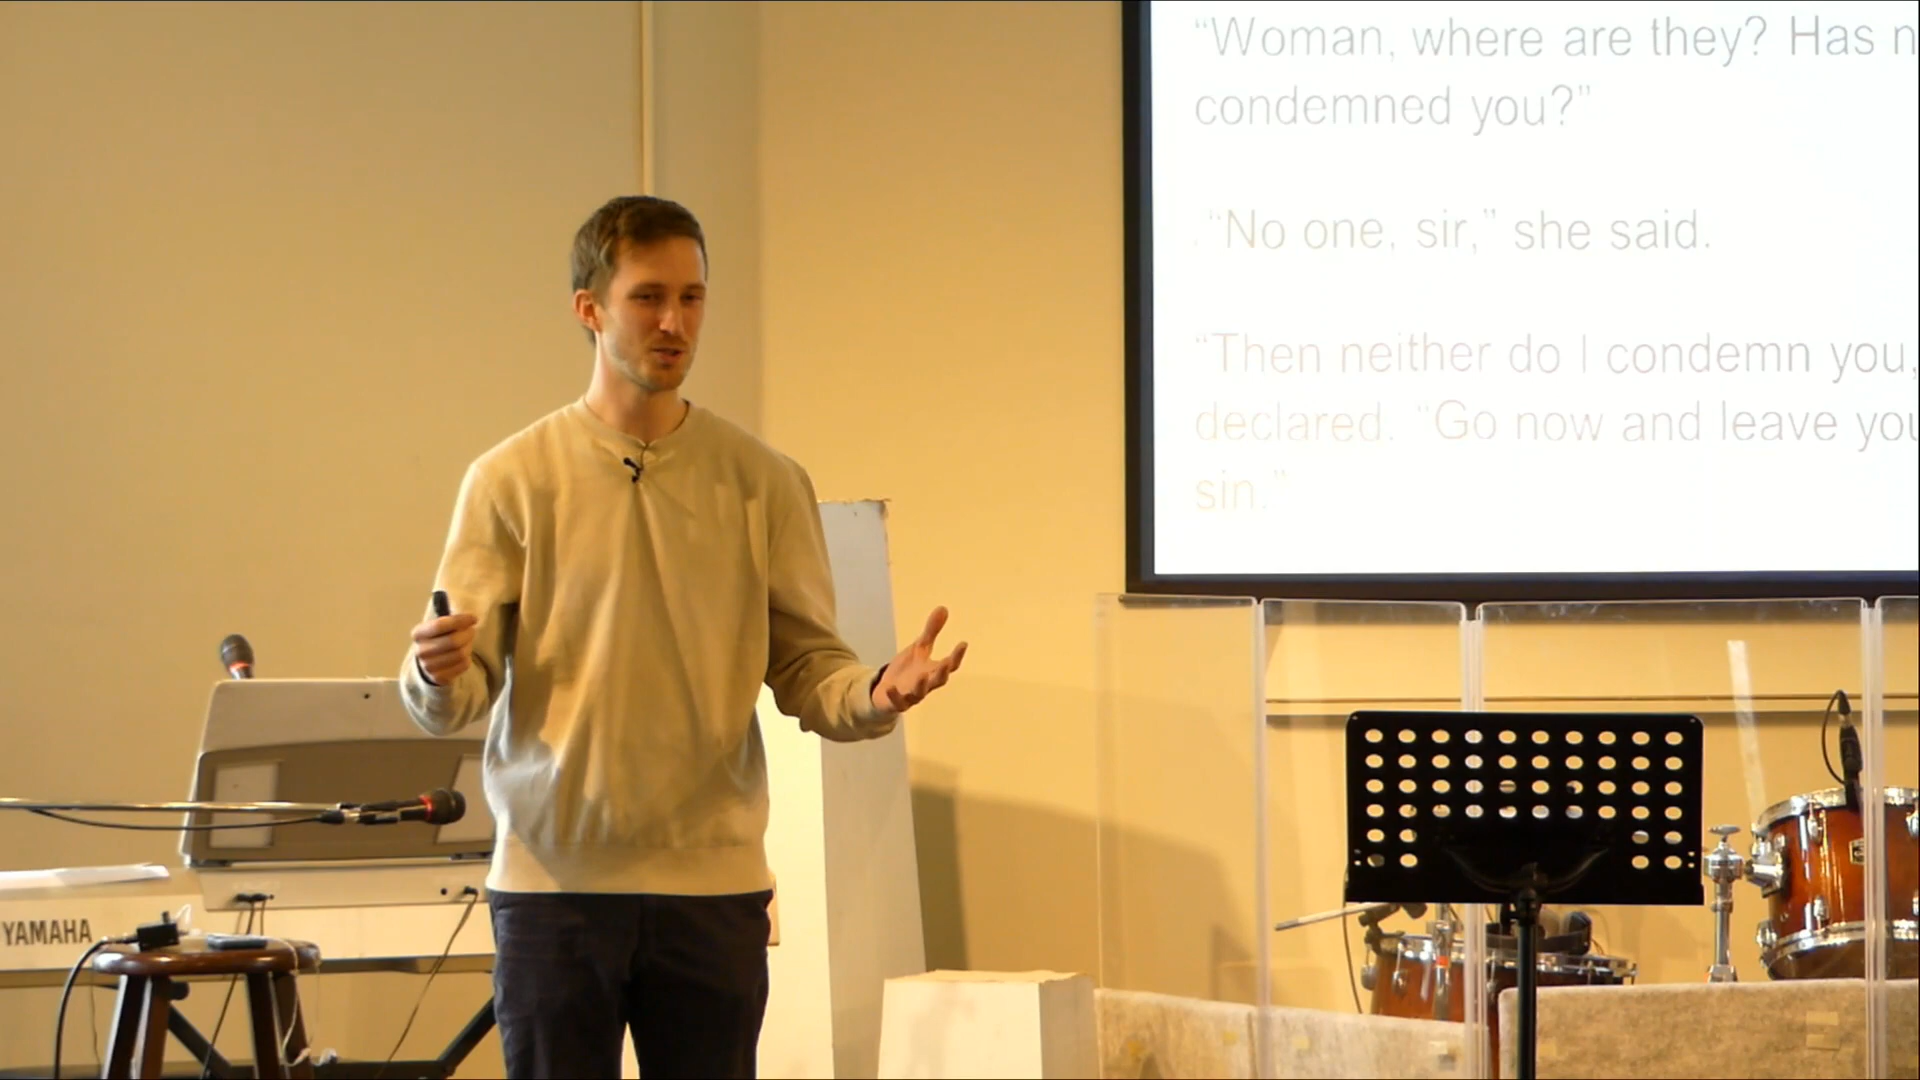 “Woman, where are they? Has
condemned you?”
“No one, sir,” she said.
“Then neither do I condemn you,
declared. “Go now and leave
sin.”
YAMAHA